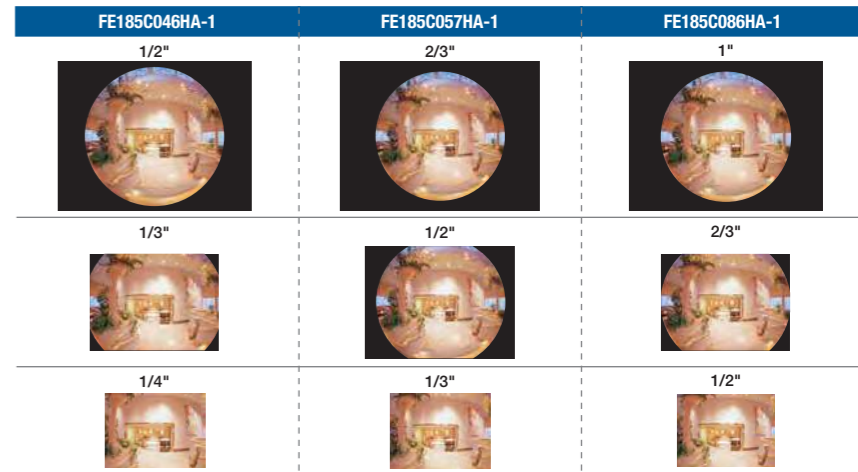 FE185C046HA-1 FE185C057HA-1 FE185C086HA-1
1/2" 2/3" 1"
1/3" 1/2" 2/3"
1/4" 1/3" 1/2"